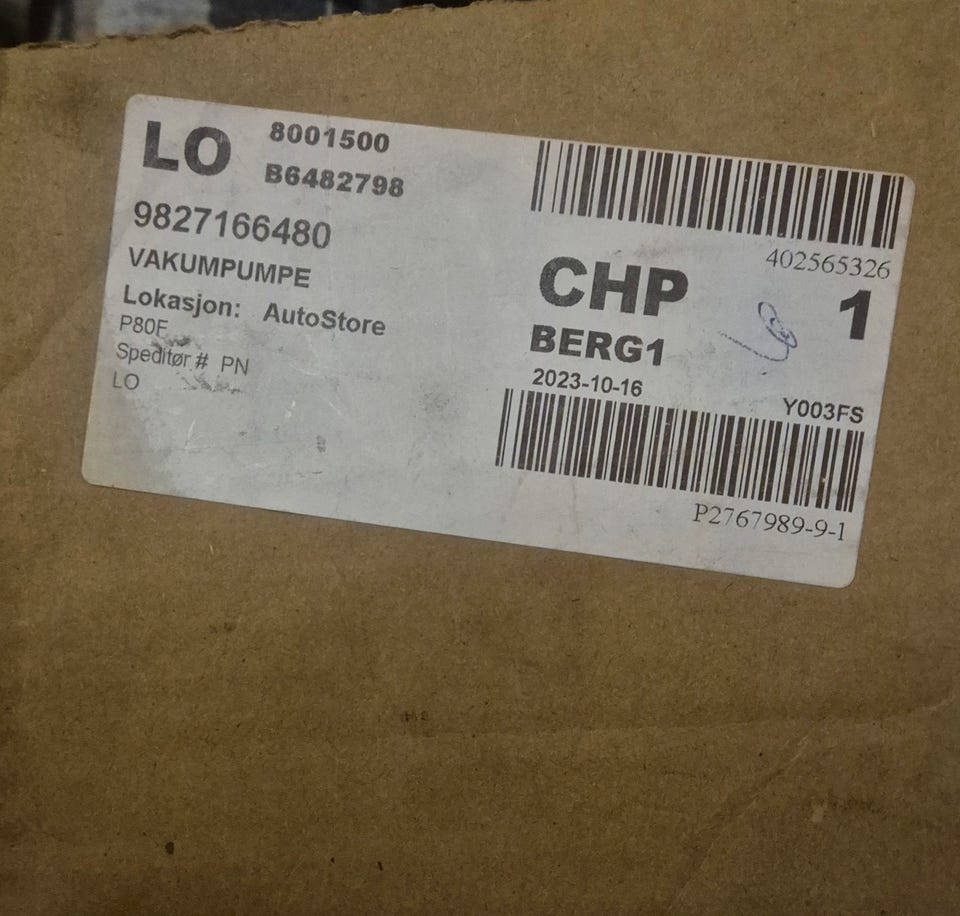 LO 8001500
B6482798
9827166480
VAKUMPUMPE
Lokasjon: AutoStore
P80F
Speditør # PN
LO
402565326
CHP 1
BERG1
2023-10-16
Y003FS
P2767989-9-1